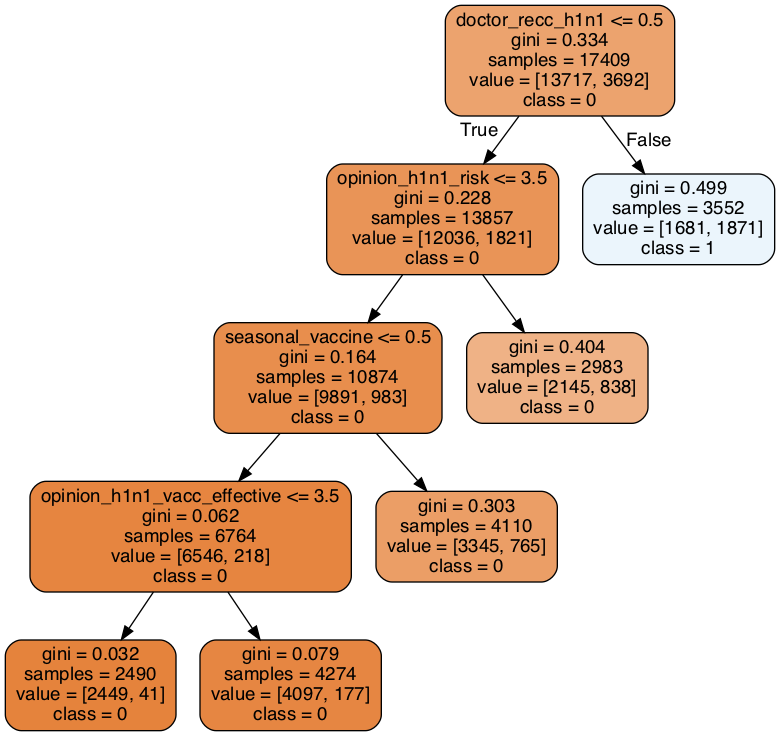 doctor_recc_h1n1 <= 0.5
gini = 0.334
samples = 17409
value = [13717, 3692]
class = 0
True
False
opinion_h1n1_risk <= 3.5
gini = 0.228
samples = 13857
value = [12036, 1821]
class = 0
gini = 0.499
samples = 3552
value = [1681, 1871]
class = 1
seasonal_vaccine <= 0.5
gini = 0.164
samples = 10874
value = [9891, 983]
class = 0
gini = 0.404
samples = 2983
value = [2145, 838]
class = 0
opinion_h1n1_vacc_effective <= 3.5
gini = 0.062
samples = 6764
value = [6546, 218]
class = 0
gini = 0.303
samples = 4110
value = [3345, 765]
class = 0
gini = 0.032
samples = 2490
value = [2449, 41]
class = 0
gini = 0.079
samples = 4274
value = [4097, 177]
class = 0